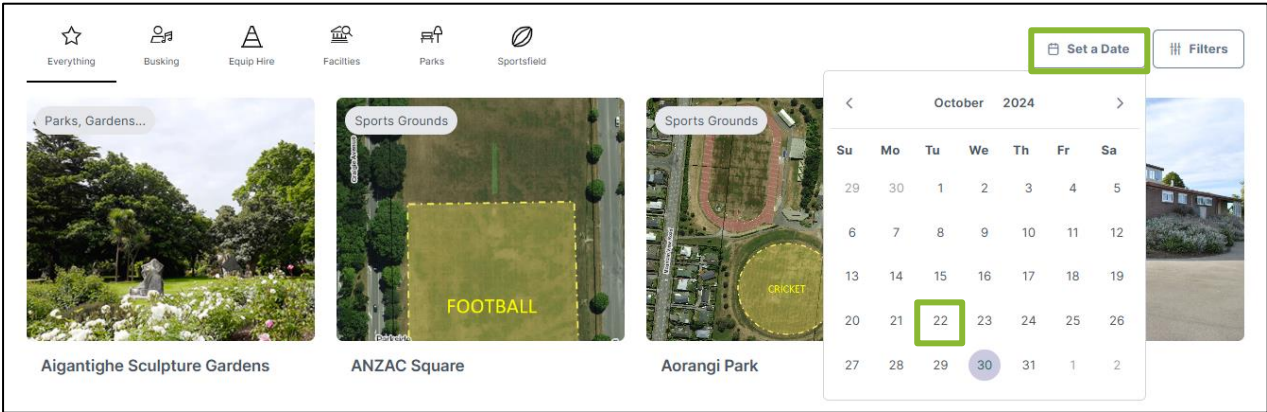 Everything
Busking
Equip Hire
Facilties
Parks
Sportsfield
Set a Date
Filters
Parks, Gardens...
Sports Grounds
Sports Grounds
FOOTBALL
CRICKET
October 2024
Su Mo Tu We Th Fr Sa
29 30 1 2 3 4 5
6 7 8 9 10 11 12
13 14 15 16 17 18 19
20 21 22 23 24 25 26
27 28 29 30 31 1 2
Aigantighe Sculpture Gardens
ANZAC Square
Aorangi Park